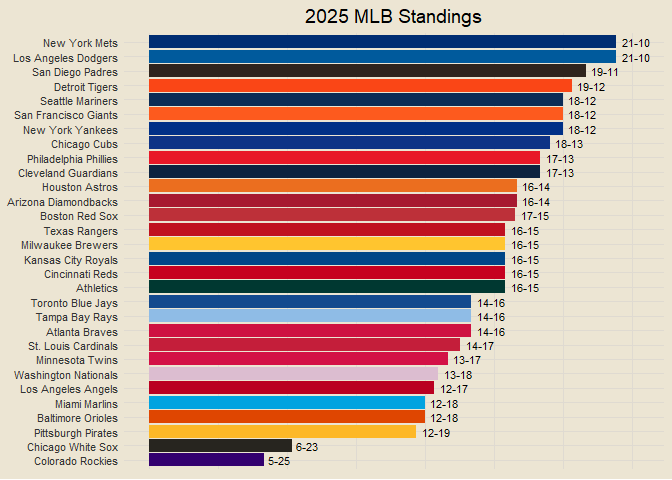 2025 MLB Standings
New York Mets 21-10
Los Angeles Dodgers 21-10
San Diego Padres 19-11
Detroit Tigers 19-12
Seattle Mariners 18-12
San Francisco Giants 18-12
New York Yankees 18-12
Chicago Cubs 18-13
Philadelphia Phillies 17-13
Cleveland Guardians 17-13
Houston Astros 16-14
Arizona Diamondbacks 16-14
Boston Red Sox 17-15
Texas Rangers 16-15
Milwaukee Brewers 16-15
Kansas City Royals 16-15
Cincinnati Reds 16-15
Athletics 16-15
Toronto Blue Jays 14-16
Tampa Bay Rays 14-16
Atlanta Braves 14-16
St. Louis Cardinals 14-17
Minnesota Twins 13-17
Washington Nationals 13-18
Los Angeles Angels 12-17
Miami Marlins 12-18
Baltimore Orioles 12-18
Pittsburgh Pirates 12-19
Chicago White Sox 6-23
Colorado Rockies 5-25